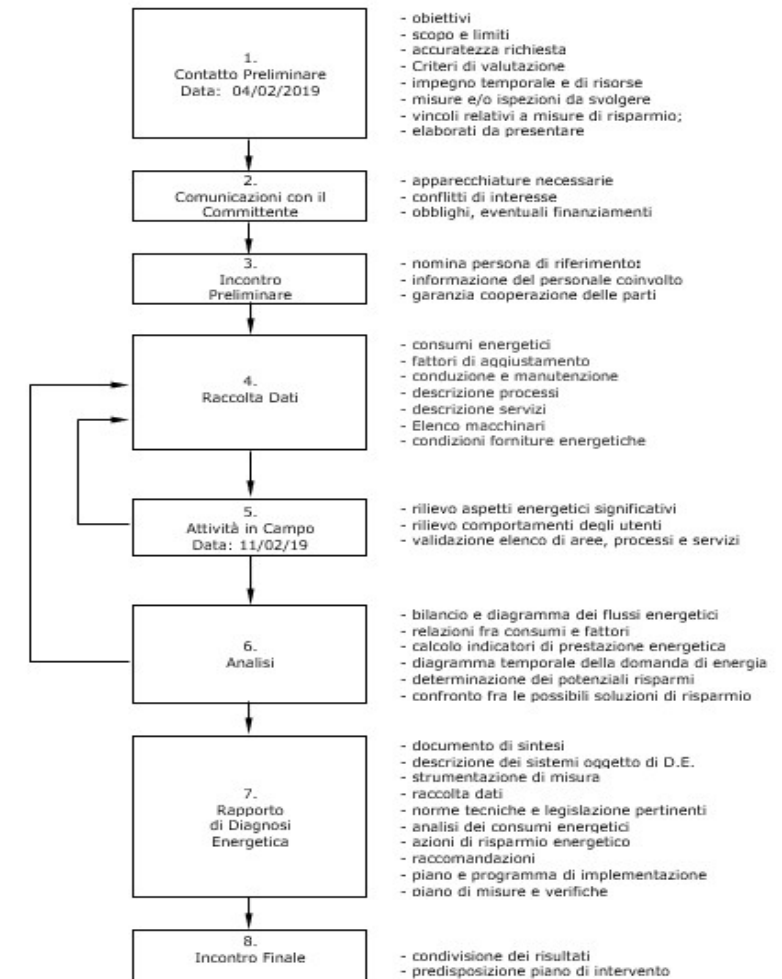 1.
Contatto Preliminare
Data: 04/02/2019
- obiettivi
- scopo e limiti
- accuratezza richiesta
- Criteri di valutazione
- impegno temporale e di risorse
- misure e/o ispezioni da svolgere
- vincoli relativi a misure di risparmio;
- elaborati da presentare
2.
Comunicazioni con il
Committente
- apparecchiature necessarie
- conflitti di interesse
- obblighi, eventuali finanziamenti
3.
Incontro
Preliminare
- nomina persona di riferimento:
- informazione del personale coinvolto
- garanzia cooperazione delle parti
4.
Raccolta Dati
- consumi energetici
- fattori di aggiustamento
- conduzione e manutenzione
- descrizione processi
- descrizione servizi
- Elenco macchinari
- condizioni forniture energetiche
5.
Attività in Campo
Data: 11/02/19
- rilievo aspetti energetici significativi
- rilievo comportamenti degli utenti
- validazione elenco di aree, processi e servizi
6.
Analisi
- bilancio e diagramma dei flussi energetici
- relazioni fra consumi e fattori
- calcolo indicatori di prestazione energetica
- diagramma temporale della domanda di energia
- determinazione dei potenziali risparmi
- confronto fra le possibili soluzioni di risparmio
7.
Rapporto
di Diagnosi
Energetica
- documento di sintesi
- descrizione dei sistemi oggetto di D.E.
- strumentazione di misura
- raccolta dati
- norme tecniche e legislazione pertinenti
- analisi dei consumi energetici
- azioni di risparmio energetico
- raccomandazioni
- piano e programma di implementazione
- piano di misure e verifiche
8.
Incontro Finale
- condivisione dei risultati
- predisposizione piano di intervento